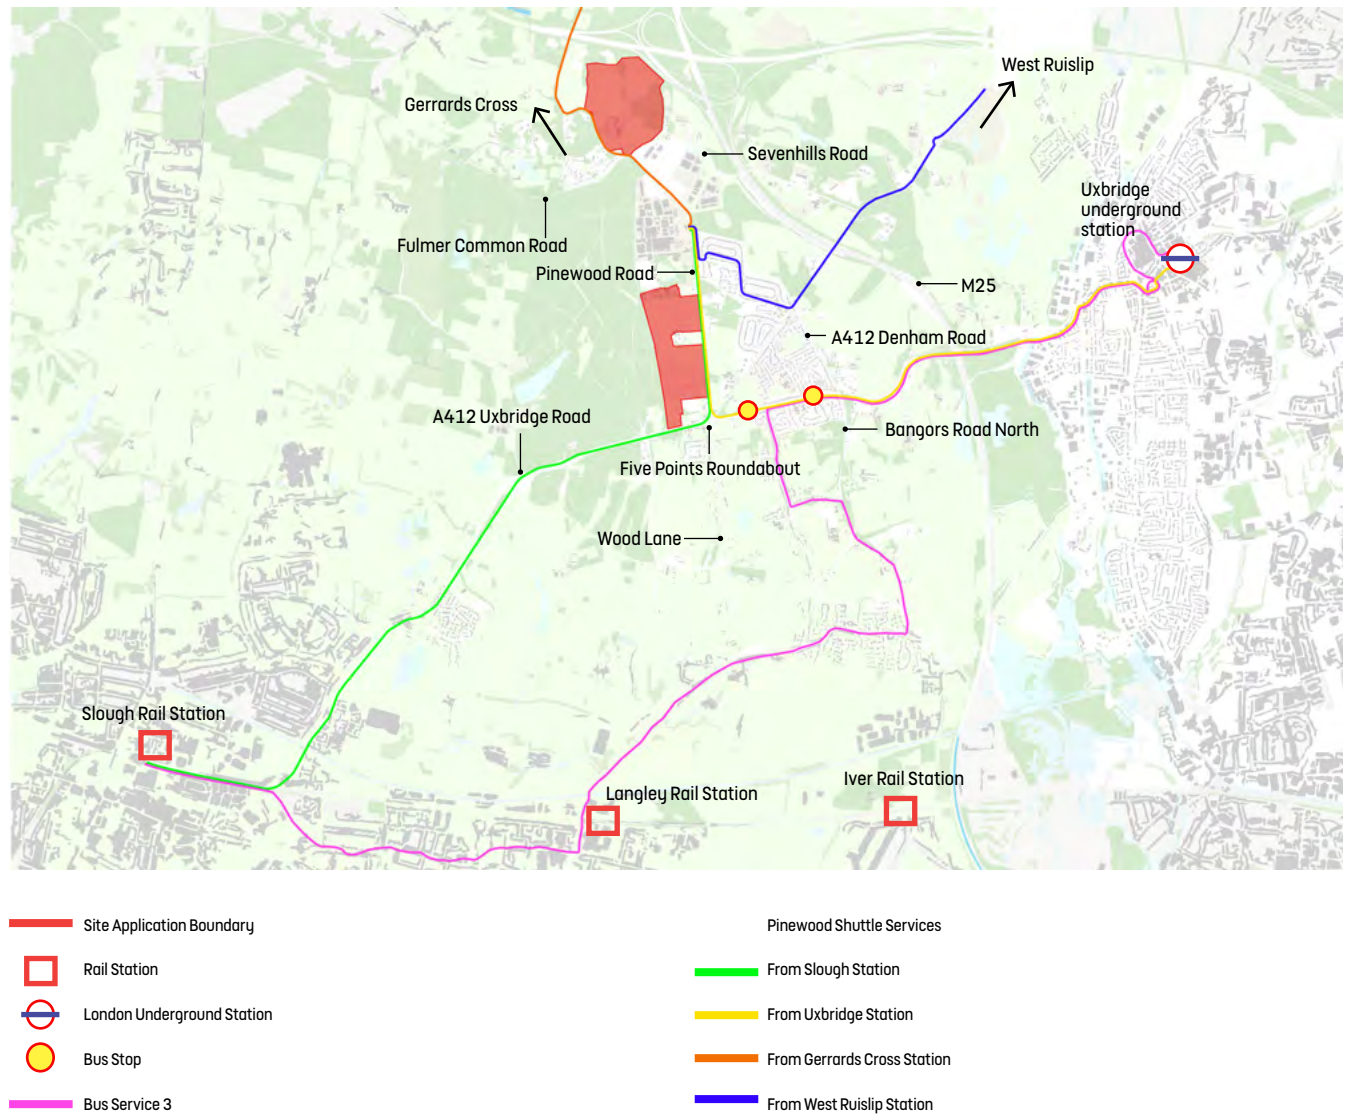 West Ruislip
Gerrards Cross
Sevenhills Road
Uxbridge
underground
station
Fulmer Common Road
Pinewood Road
M25
A412 Denham Road
A412 Uxbridge Road
Bangors Road North
Five Points Roundabout
Wood Lane
Slough Rail Station
Iver Rail Station
Langley Rail Station
Site Application Boundary
Rail Station
London Underground Station
Bus Stop
Bus Service 3
Pinewood Shuttle Services
From Slough Station
From Uxbridge Station
From Gerrards Cross Station
From West Ruislip Station